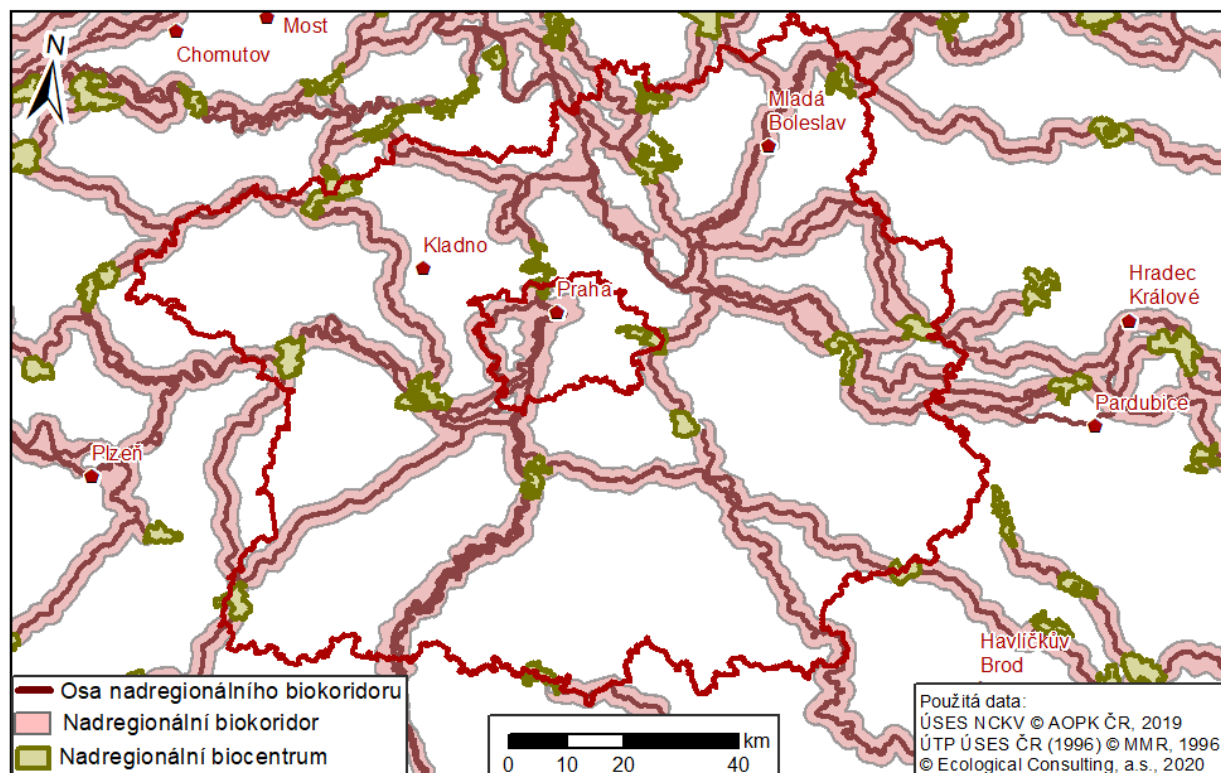 N
Most
Chomutov
Mladá
Boleslav
Kladno
Praha
Hradec
Králové
Pardubice
Plzeň
Havlíčkův
Brod
Osa nadregionálního biokoridoru
Nadregionální biokoridor
Nadregionální biocentrum
km
0 10 20 40
Použitá data:
ÚSES NCKV © AOPK ČR, 2019
ÚTP ÚSES ČR (1996) © MMR, 1996
© Ecological Consulting, a.s., 2020